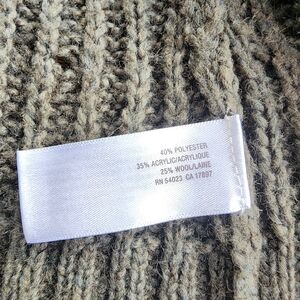 40% POLYESTER
35% ACRYLIC/ACRYLIQUE
25% WOOL/LAINE
RN 54023 CA 17897